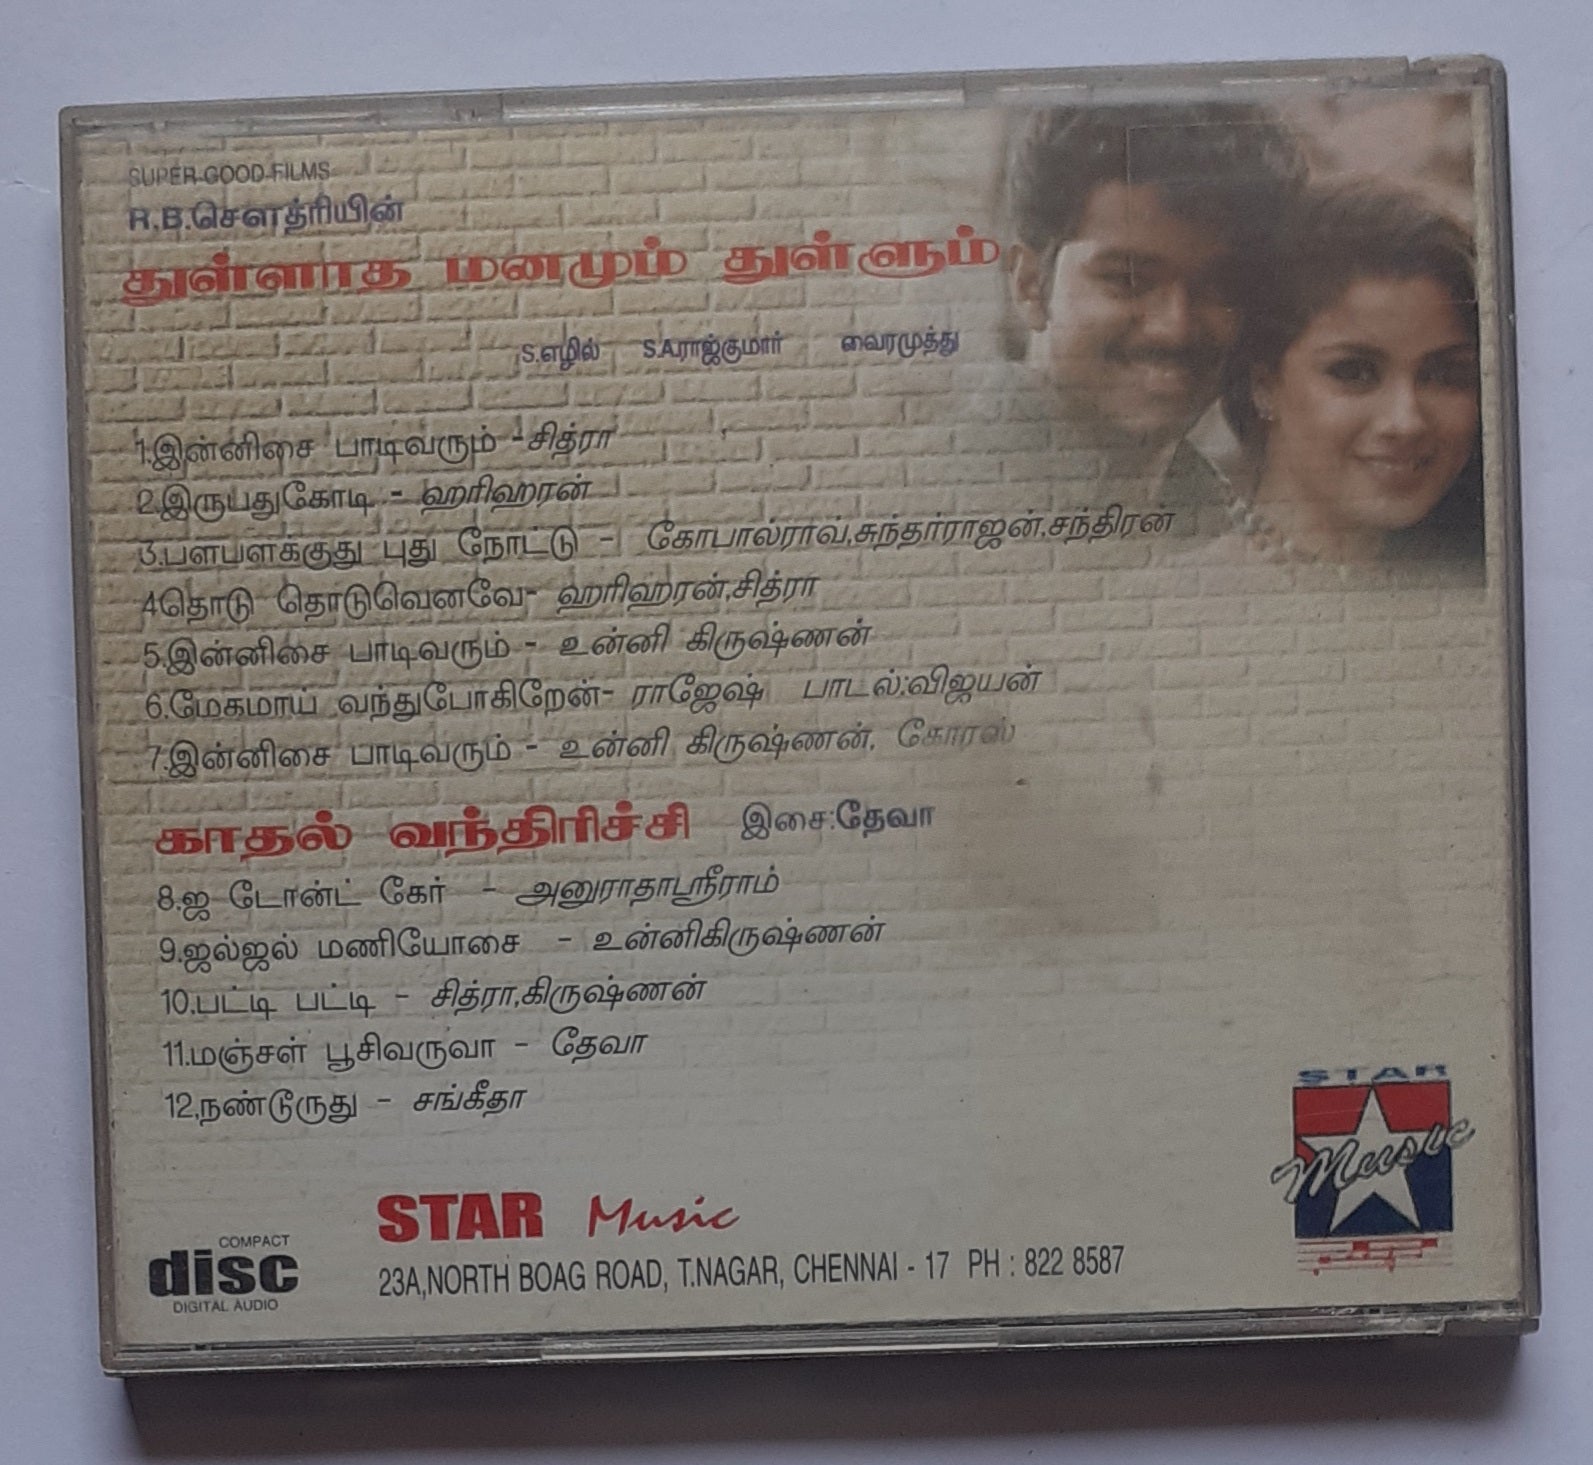 SUPER GOOD FILMS
R.B.சௌத்ரியின்
துள்ளாத மனமும் துள்ளும்
S.எழில் S.A.ராஜ்குமார் வைரமுத்து
1.இன்னிசை பாடிவரும் - சித்ரா
2.இருபதுகோடி - ஹரிஹரன்
3.பளபளக்குது புது நோட்டு - கோபால்ராவ்,சுந்தர்ராஜன்,சந்திரன்
4தொடு தொடுவெனவே- ஹரிஹரன்,சித்ரா
5.இன்னிசை பாடிவரும் - உன்னி கிருஷ்ணன்
6.மேகமாய் வந்துபோகிறேன்- ராஜேஷ் பாடல்:விஜயன்
7.இன்னிசை பாடிவரும் - உன்னி கிருஷ்ணன், கோரஸ்
காதல் வந்திரிச்சி இசை:தேவா
8.ஐ டோன்ட் கேர் - அனுராதாஸ்ரீராம்
9.ஜல்ஜல் மணியோசை - உன்னிகிருஷ்ணன்
10.பட்டி பட்டி - சித்ரா,கிருஷ்ணன்
11.மஞ்சள் பூசிவருவா - தேவா
12,நண்டூருது - சங்கீதா
STAR
Music
STAR Music
COMPACT
disc
DIGITAL AUDIO
23A,NORTH BOAG ROAD, T.NAGAR, CHENNAI - 17 PH : 822 8587